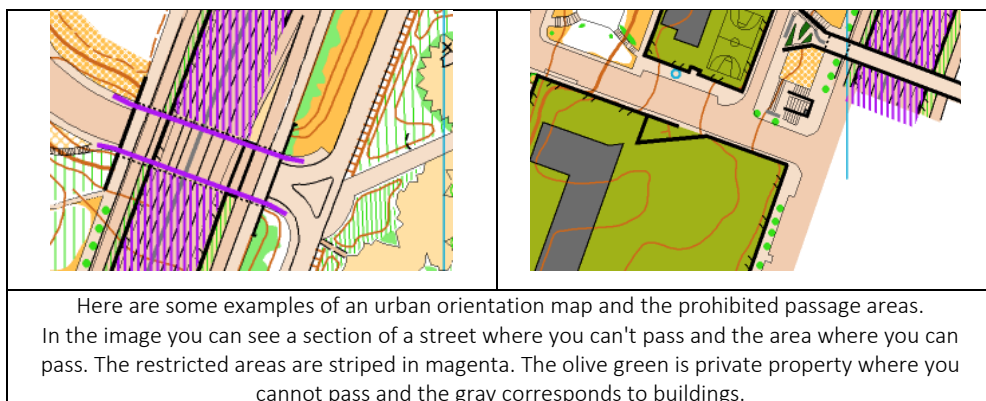 Here are some examples of an urban orientation map and the prohibited passage areas.
In the image you can see a section of a street where you can't pass and the area where you can
pass. The restricted areas are striped in magenta. The olive green is private property where you
cannot pass and the gray corresponds to buildings.